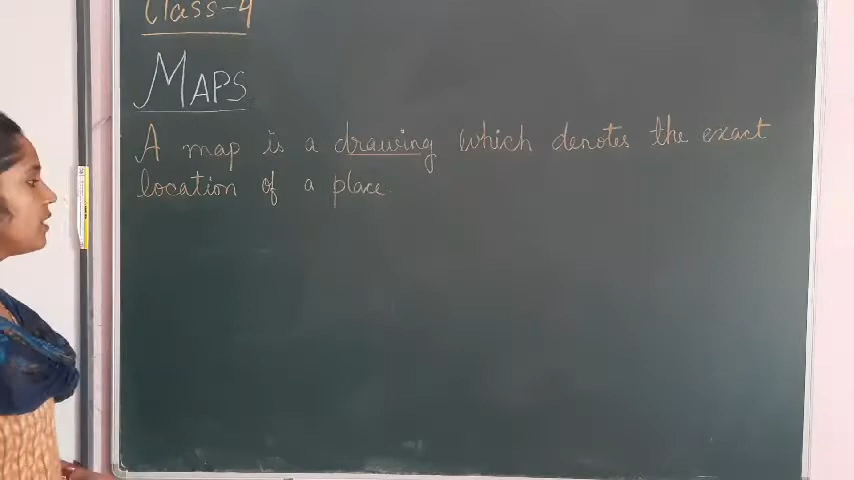 Class-4
MAPS
A map is a drawing which denotes the exact
location of a place.